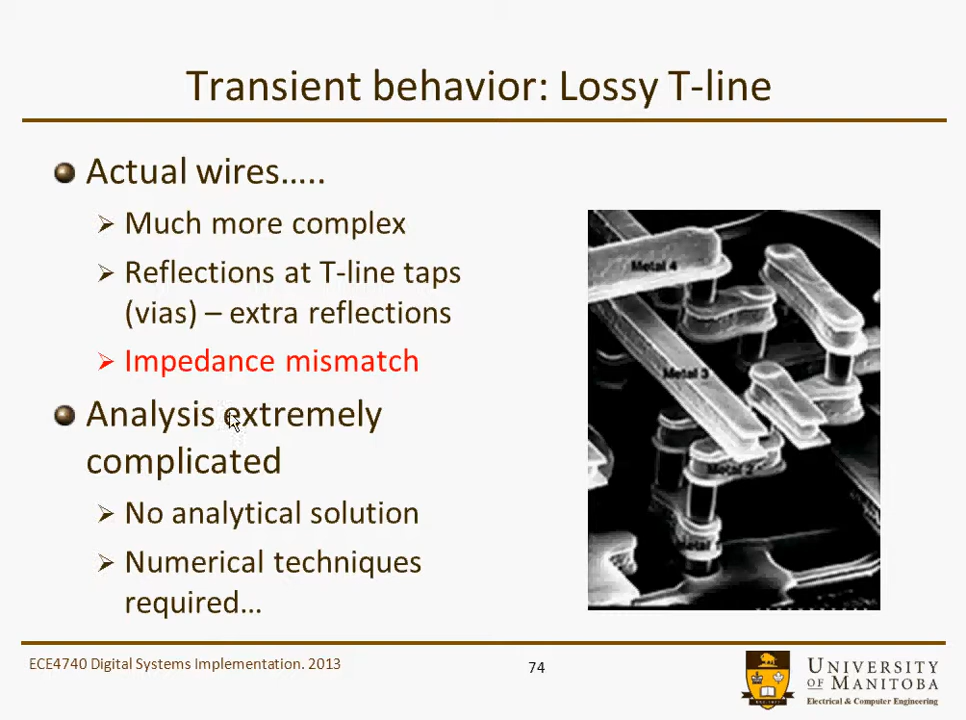 Transient behavior: Lossy T-line
Actual wires…..
Much more complex
Reflections at T-line taps
(vias) – extra reflections
Impedance mismatch
Analysis extremely
complicated
No analytical solution
Numerical techniques
required…
Metal 4
Metal 3
Metal 2
Metal
ECE4740 Digital Systems Implementation. 2013
74
UNIVERSITY
OF MANITOBA
Electrical & Computer Engineering